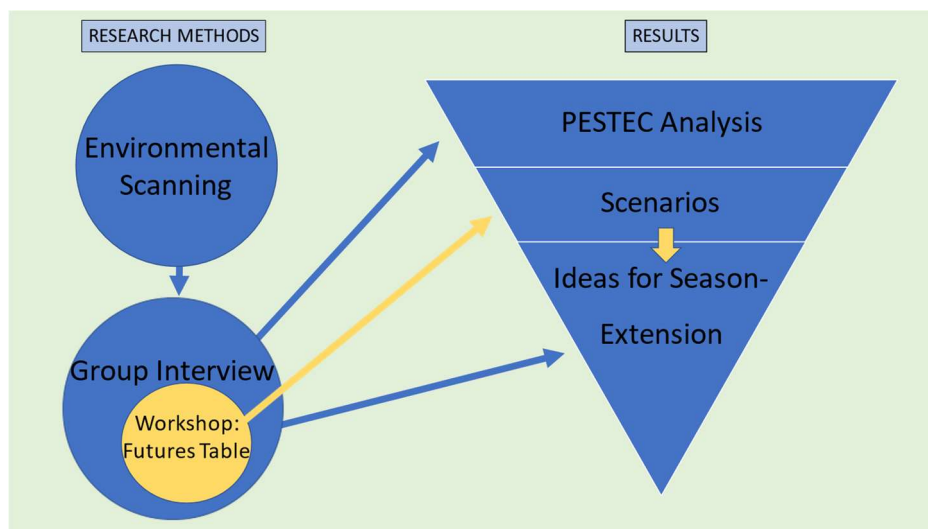 RESEARCH METHODS
Environmental
Scanning
Group Interview
Workshop:
Futures Table
RESULTS
PESTEC Analysis
Scenarios
Ideas for Season-
Extension